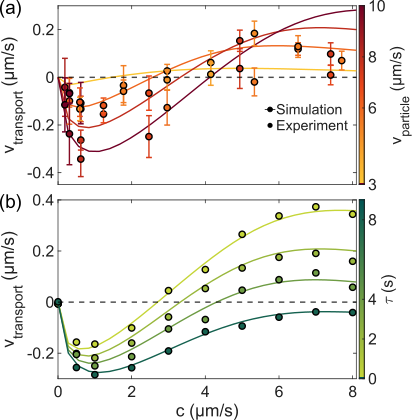 (a)
0.2
0
-0.2
-0.4
v_transport (μm/s)
Simulation
Experiment
10
8
6
3
v_particle (μm/s)
(b)
0.4
0.2
0
-0.2
v_transport (μm/s)
0 2 4 6 8
c (μm/s)
8
6
4
2
0
τ (s)